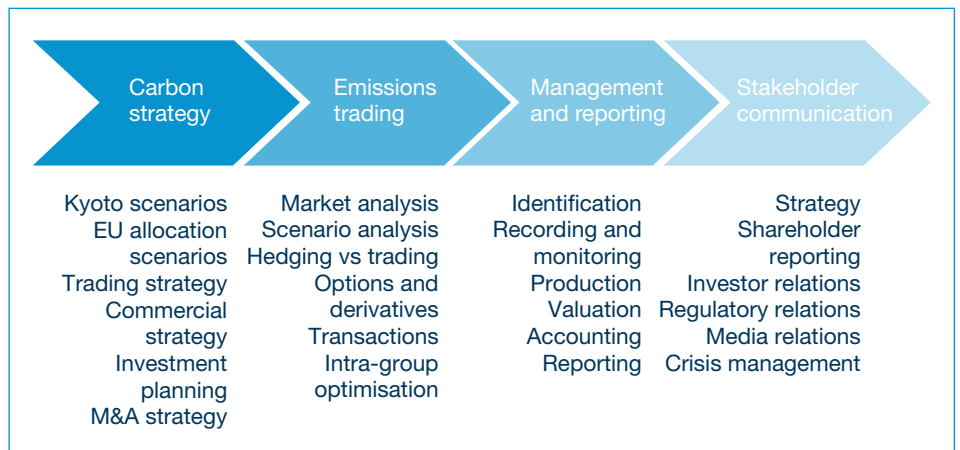 Carbon
strategy
Emissions
trading
Management
and reporting
Stakeholder
communication
Kyoto scenarios
EU allocation
scenarios
Trading strategy
Commercial
strategy
Investment
planning
M&A strategy
Market analysis
Scenario analysis
Hedging vs trading
Options and
derivatives
Transactions
Intra-group
optimisation
Identification
Recording and
monitoring
Production
Valuation
Accounting
Reporting
Strategy
Shareholder
reporting
Investor relations
Regulatory relations
Media relations
Crisis management